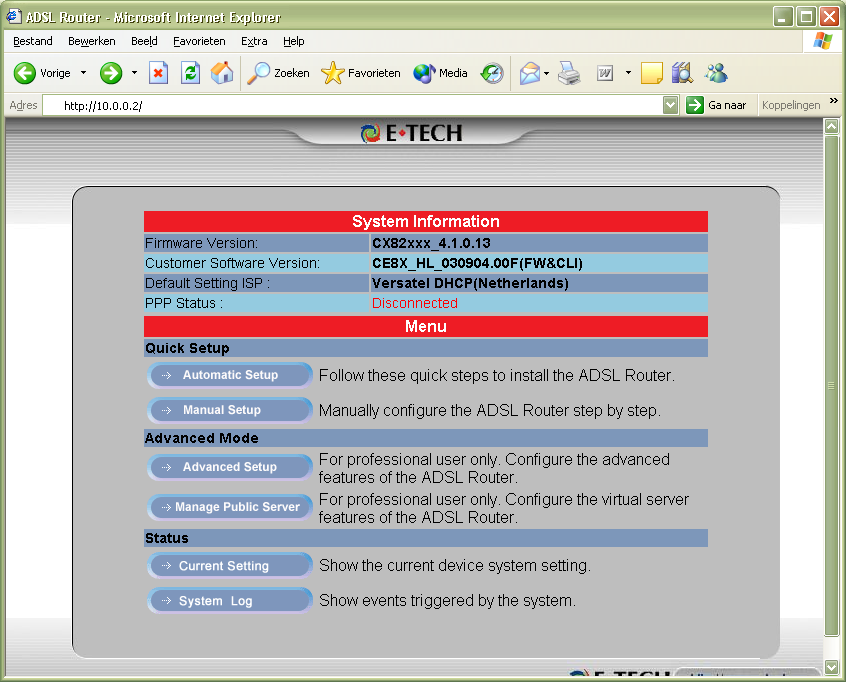 ADSL Router - Microsoft Internet Explorer
Bestand Bewerken Beeld Favorieten Extra Help
Vorige Zoeken Favorieten Media
Adres http://10.0.0.2/ Ga naar Koppelingen »
E-TECH
System Information
Firmware Version: CX82xxx_4.1.0.13
Customer Software Version: CE8X_HL_030904.00F(FW&CLI)
Default Setting ISP : Versatel DHCP(Netherlands)
PPP Status : Disconnected
Menu
Quick Setup
Automatic Setup Follow these quick steps to install the ADSL Router.
Manual Setup Manually configure the ADSL Router step by step.
Advanced Mode
Advanced Setup For professional user only. Configure the advanced
features of the ADSL Router.
Manage Public Server For professional user only. Configure the virtual server
features of the ADSL Router.
Status
Current Setting Show the current device system setting.
System Log Show events triggered by the system.
E-TECH